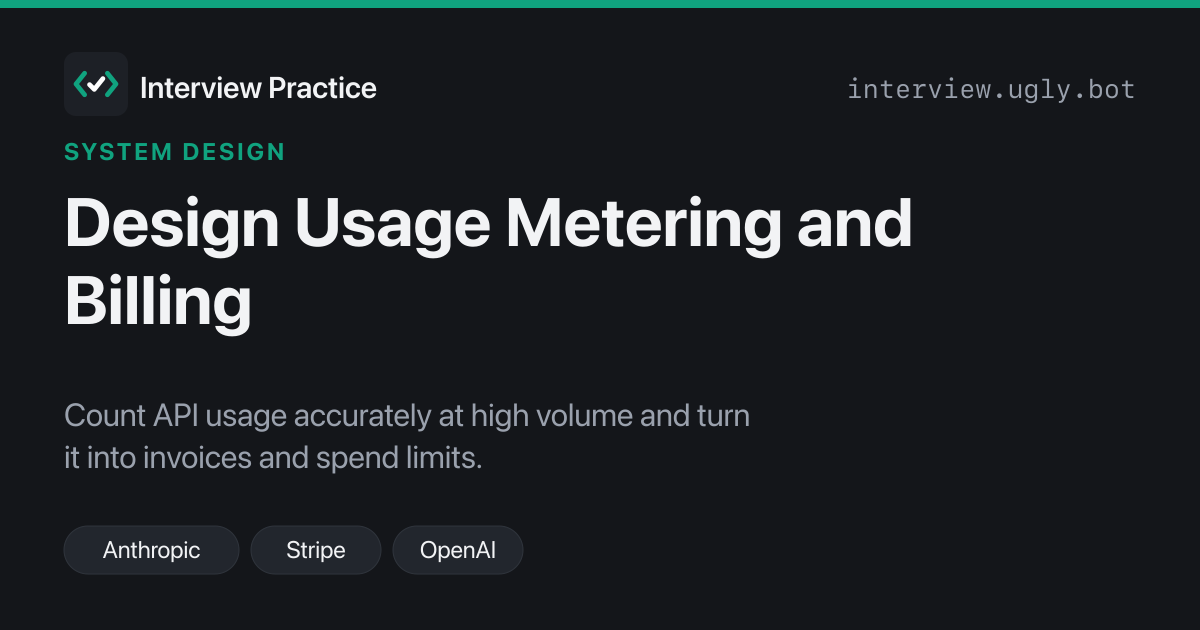 Interview Practice
interview.ugly.bot
SYSTEM DESIGN
Design Usage Metering and
Billing
Count API usage accurately at high volume and turn
it into invoices and spend limits.
Anthropic
Stripe
OpenAI